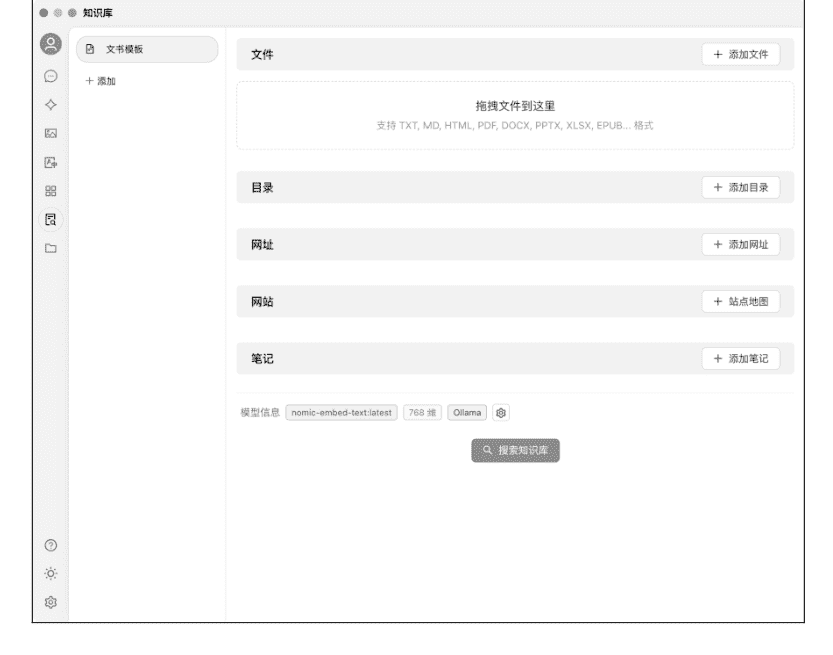 知识库
文书模板
+ 添加
文件
+ 添加文件
拖拽文件到这里
支持 TXT, MD, HTML, PDF, DOCX, PPTX, XLSX, EPUB... 格式
目录
+ 添加目录
网址
+ 添加网址
网站
+ 站点地图
笔记
+ 添加笔记
模型信息 nomic-embed-text:latest 768 维 Ollama
搜索知识库